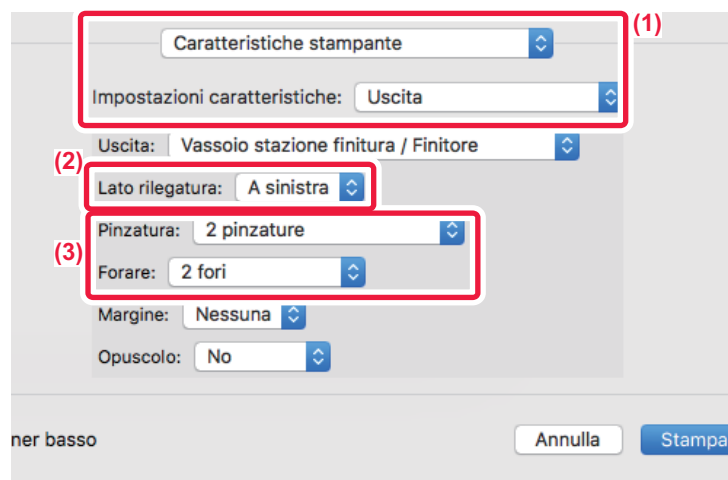 (1)
Caratteristiche stampante
Impostazioni caratteristiche: Uscita
Uscita: Vassoio stazione finitura / Finitore
(2)
Lato rilegatura: A sinistra
Pinzatura: 2 pinzature
(3)
Forare: 2 fori
Margine: Nessuna
Opuscolo: No
ner basso Annulla Stampa